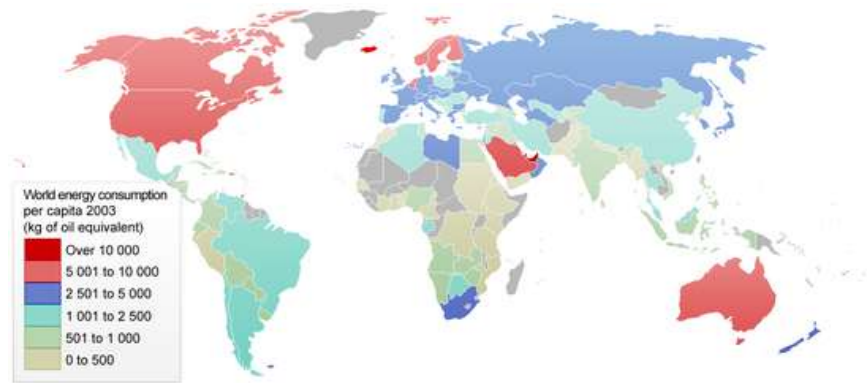 World energy consumption
per capita 2003
(kg of oil equivalent)
Over 10 000
5 001 to 10 000
2 501 to 5 000
1 001 to 2 500
501 to 1 000
0 to 500